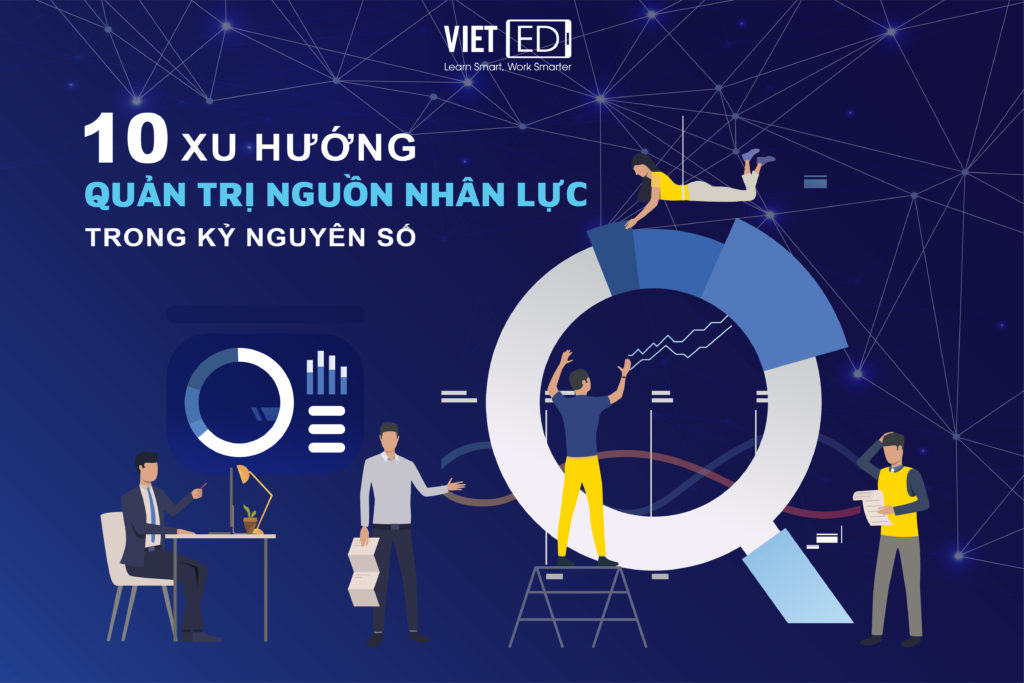 VIET ED
Learn Smart, Work Smarter
10 XU HƯỚNG
QUẢN TRỊ NGUỒN NHÂN LỰC
TRONG KỶ NGUYÊN SỐ